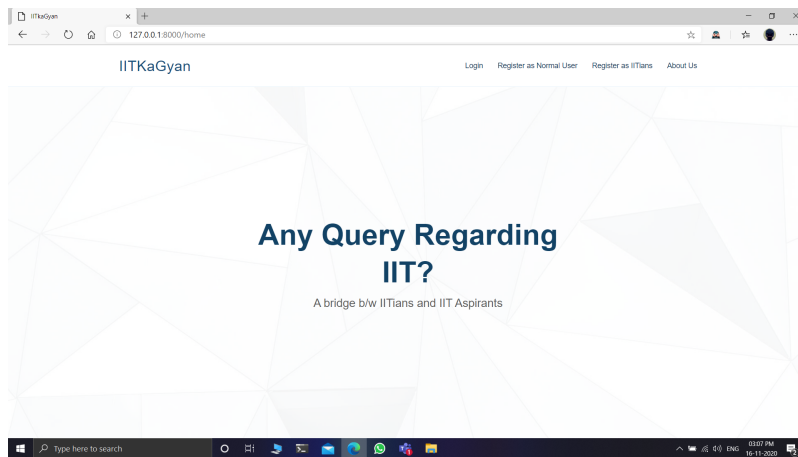 IITkaGyan
127.0.0.1:8000/home
IITKaGyan
Login Register as Normal User Register as IITians About Us
Any Query Regarding
IIT?
A bridge b/w IITians and IIT Aspirants
Type here to search
ENG
03:07 PM
16-11-2020
2